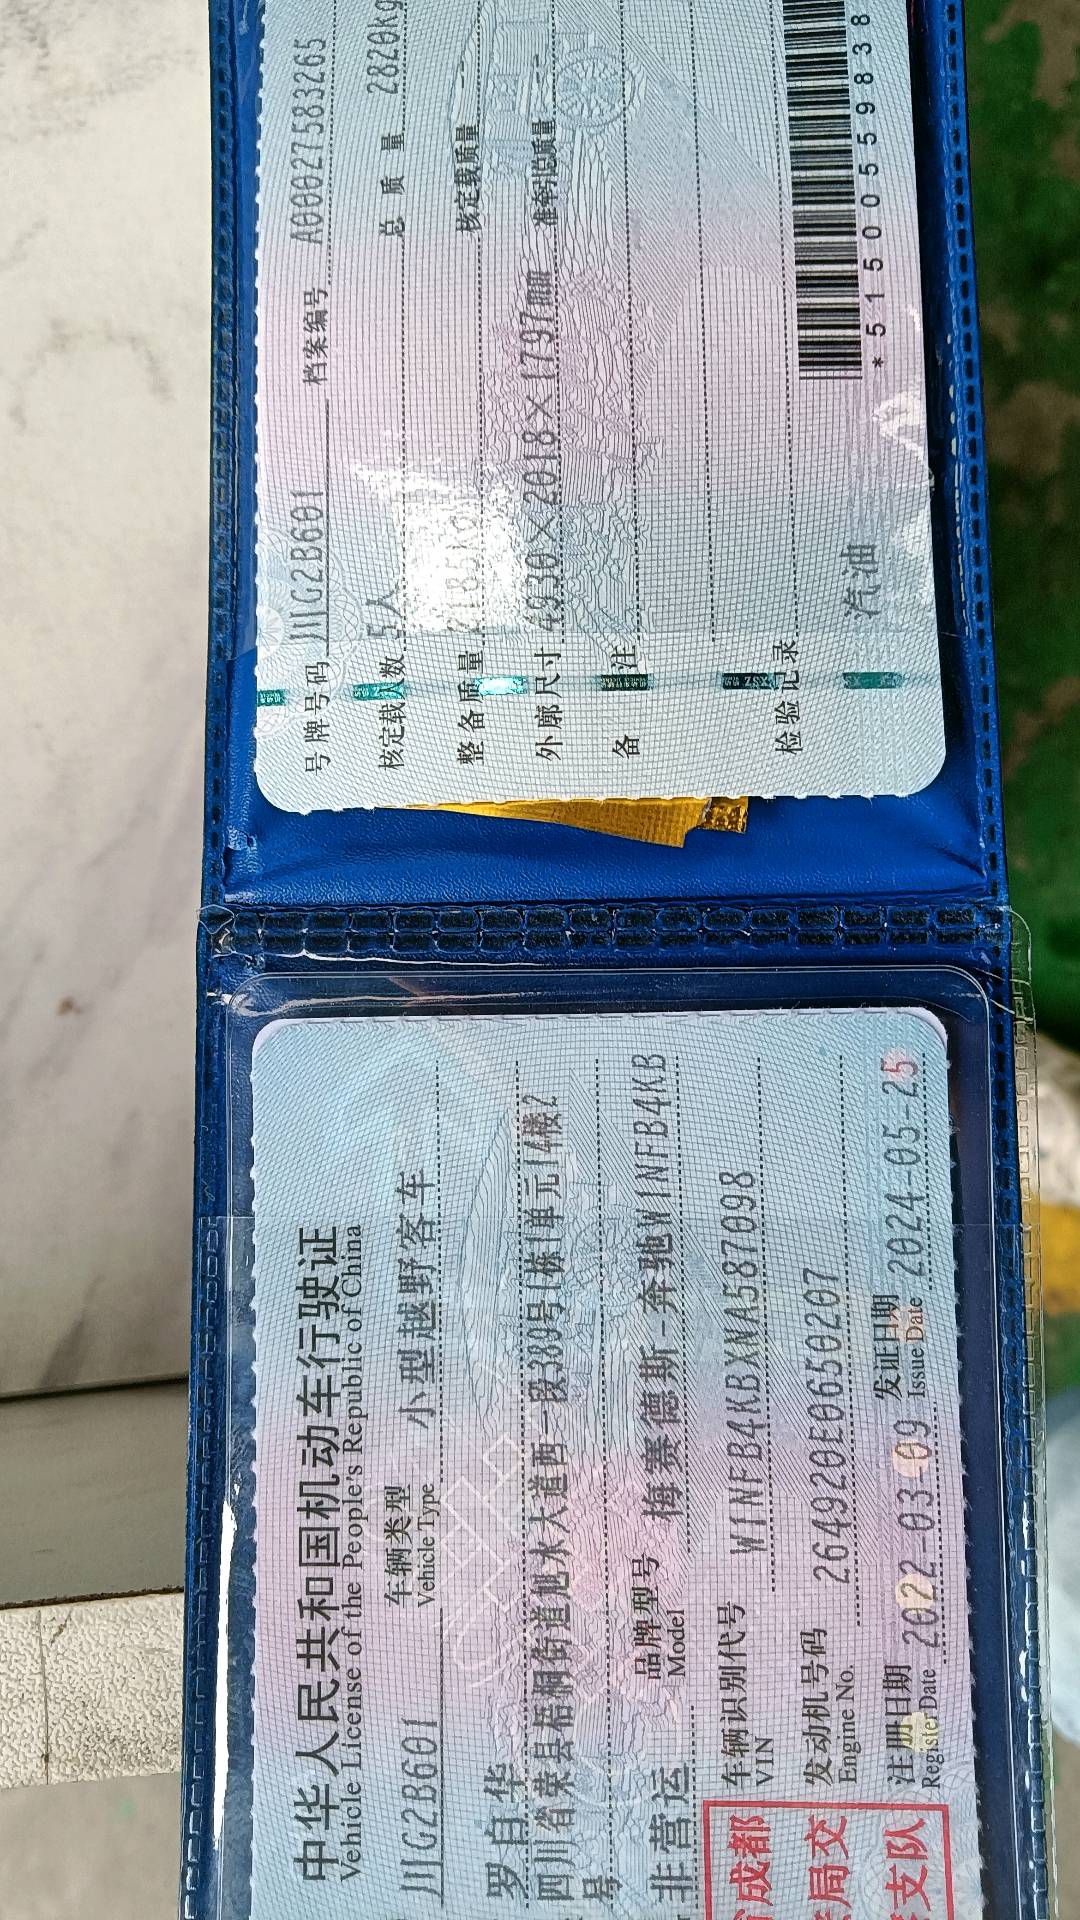 中华人民共和国机动车行驶证
Vehicle License of the People's Republic of China
川G2B601 车辆类型 小型越野客车
Vehicle Type
罗自华
四川省荣县梧桐街道旭水大道西一段389号1栋1单元14楼2
号
非营运 品牌型号 梅赛德斯-奔驰W1NFB4KB
Model
成都 车辆识别代号 W1NFB4KBXNA587098
VIN
局交 发动机号码 264920E0650207
Engine No.
支队 注册日期 2022-03-09 发证日期 2024-05-25
Register Date Issue Date
号牌号码 川G2B601 档案编号 A00027583265
核定载人数 5人 总质量 2820kg
整备质量 2185kg 核定载质量
外廓尺寸 4930×2018×1797mm 准牵引总质量
备注
检验记录
汽油
*5150055983 8